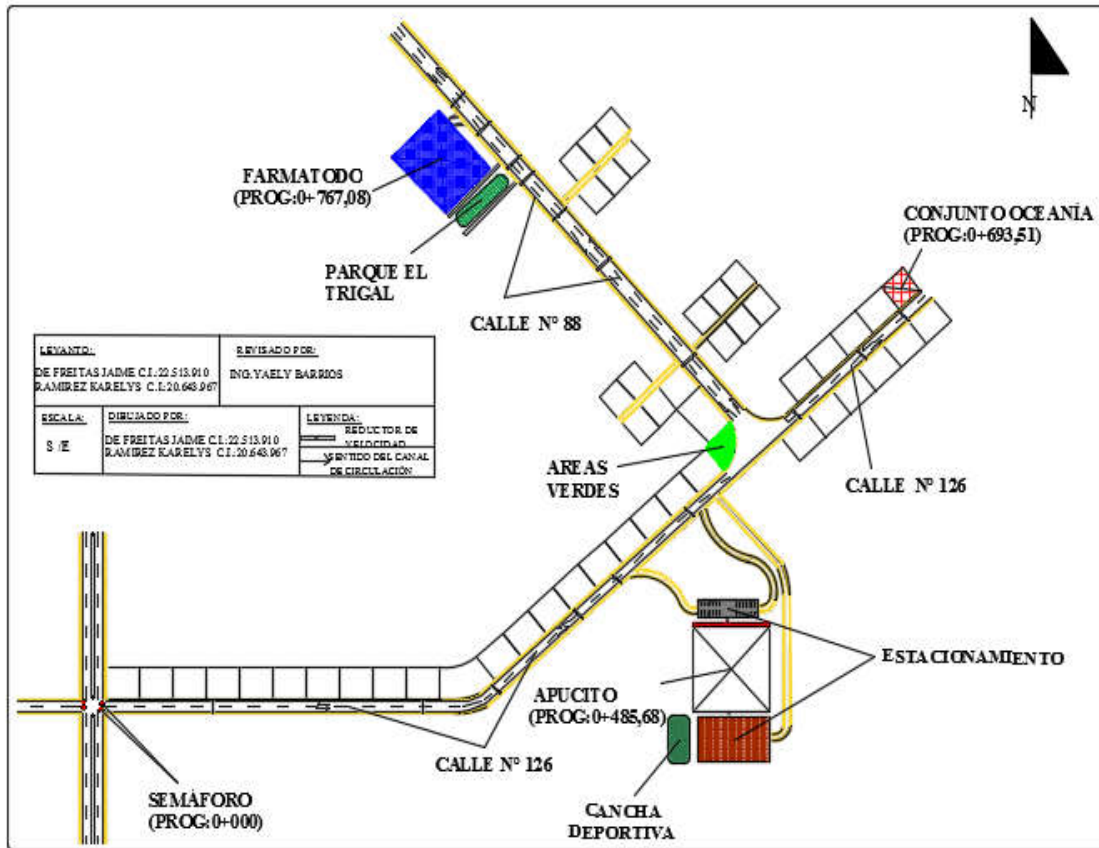 N
FARMATODO
(PROG:0+767,08)
CONJUNTO OCEANÍA
(PROG:0+693,51)
PARQUE EL
TRIGAL
CALLE Nº 88
LEVANTO:
DE FREITAS JAIME C.I.:22.513.910
RAMIREZ KARELYS C.I.:20.643.967
REVISADO POR:
ING.YAELY BARRIOS
ESCALA:
S/E
DIBUJADO POR:
DE FREITAS JAIME C.I.:22.513.910
RAMIREZ KARELYS C.I.:20.643.967
LEYENDA:
REDUCTOR DE
VELOCIDAD
SENTIDO DEL CANAL
DE CIRCULACIÓN
AREAS
VERDES
CALLE Nº 126
ESTACIONAMIENTO
APUCITO
(PROG:0+485,68)
CALLE Nº 126
SEMÁFORO
(PROG:0+000)
CANCHA
DEPORTIVA